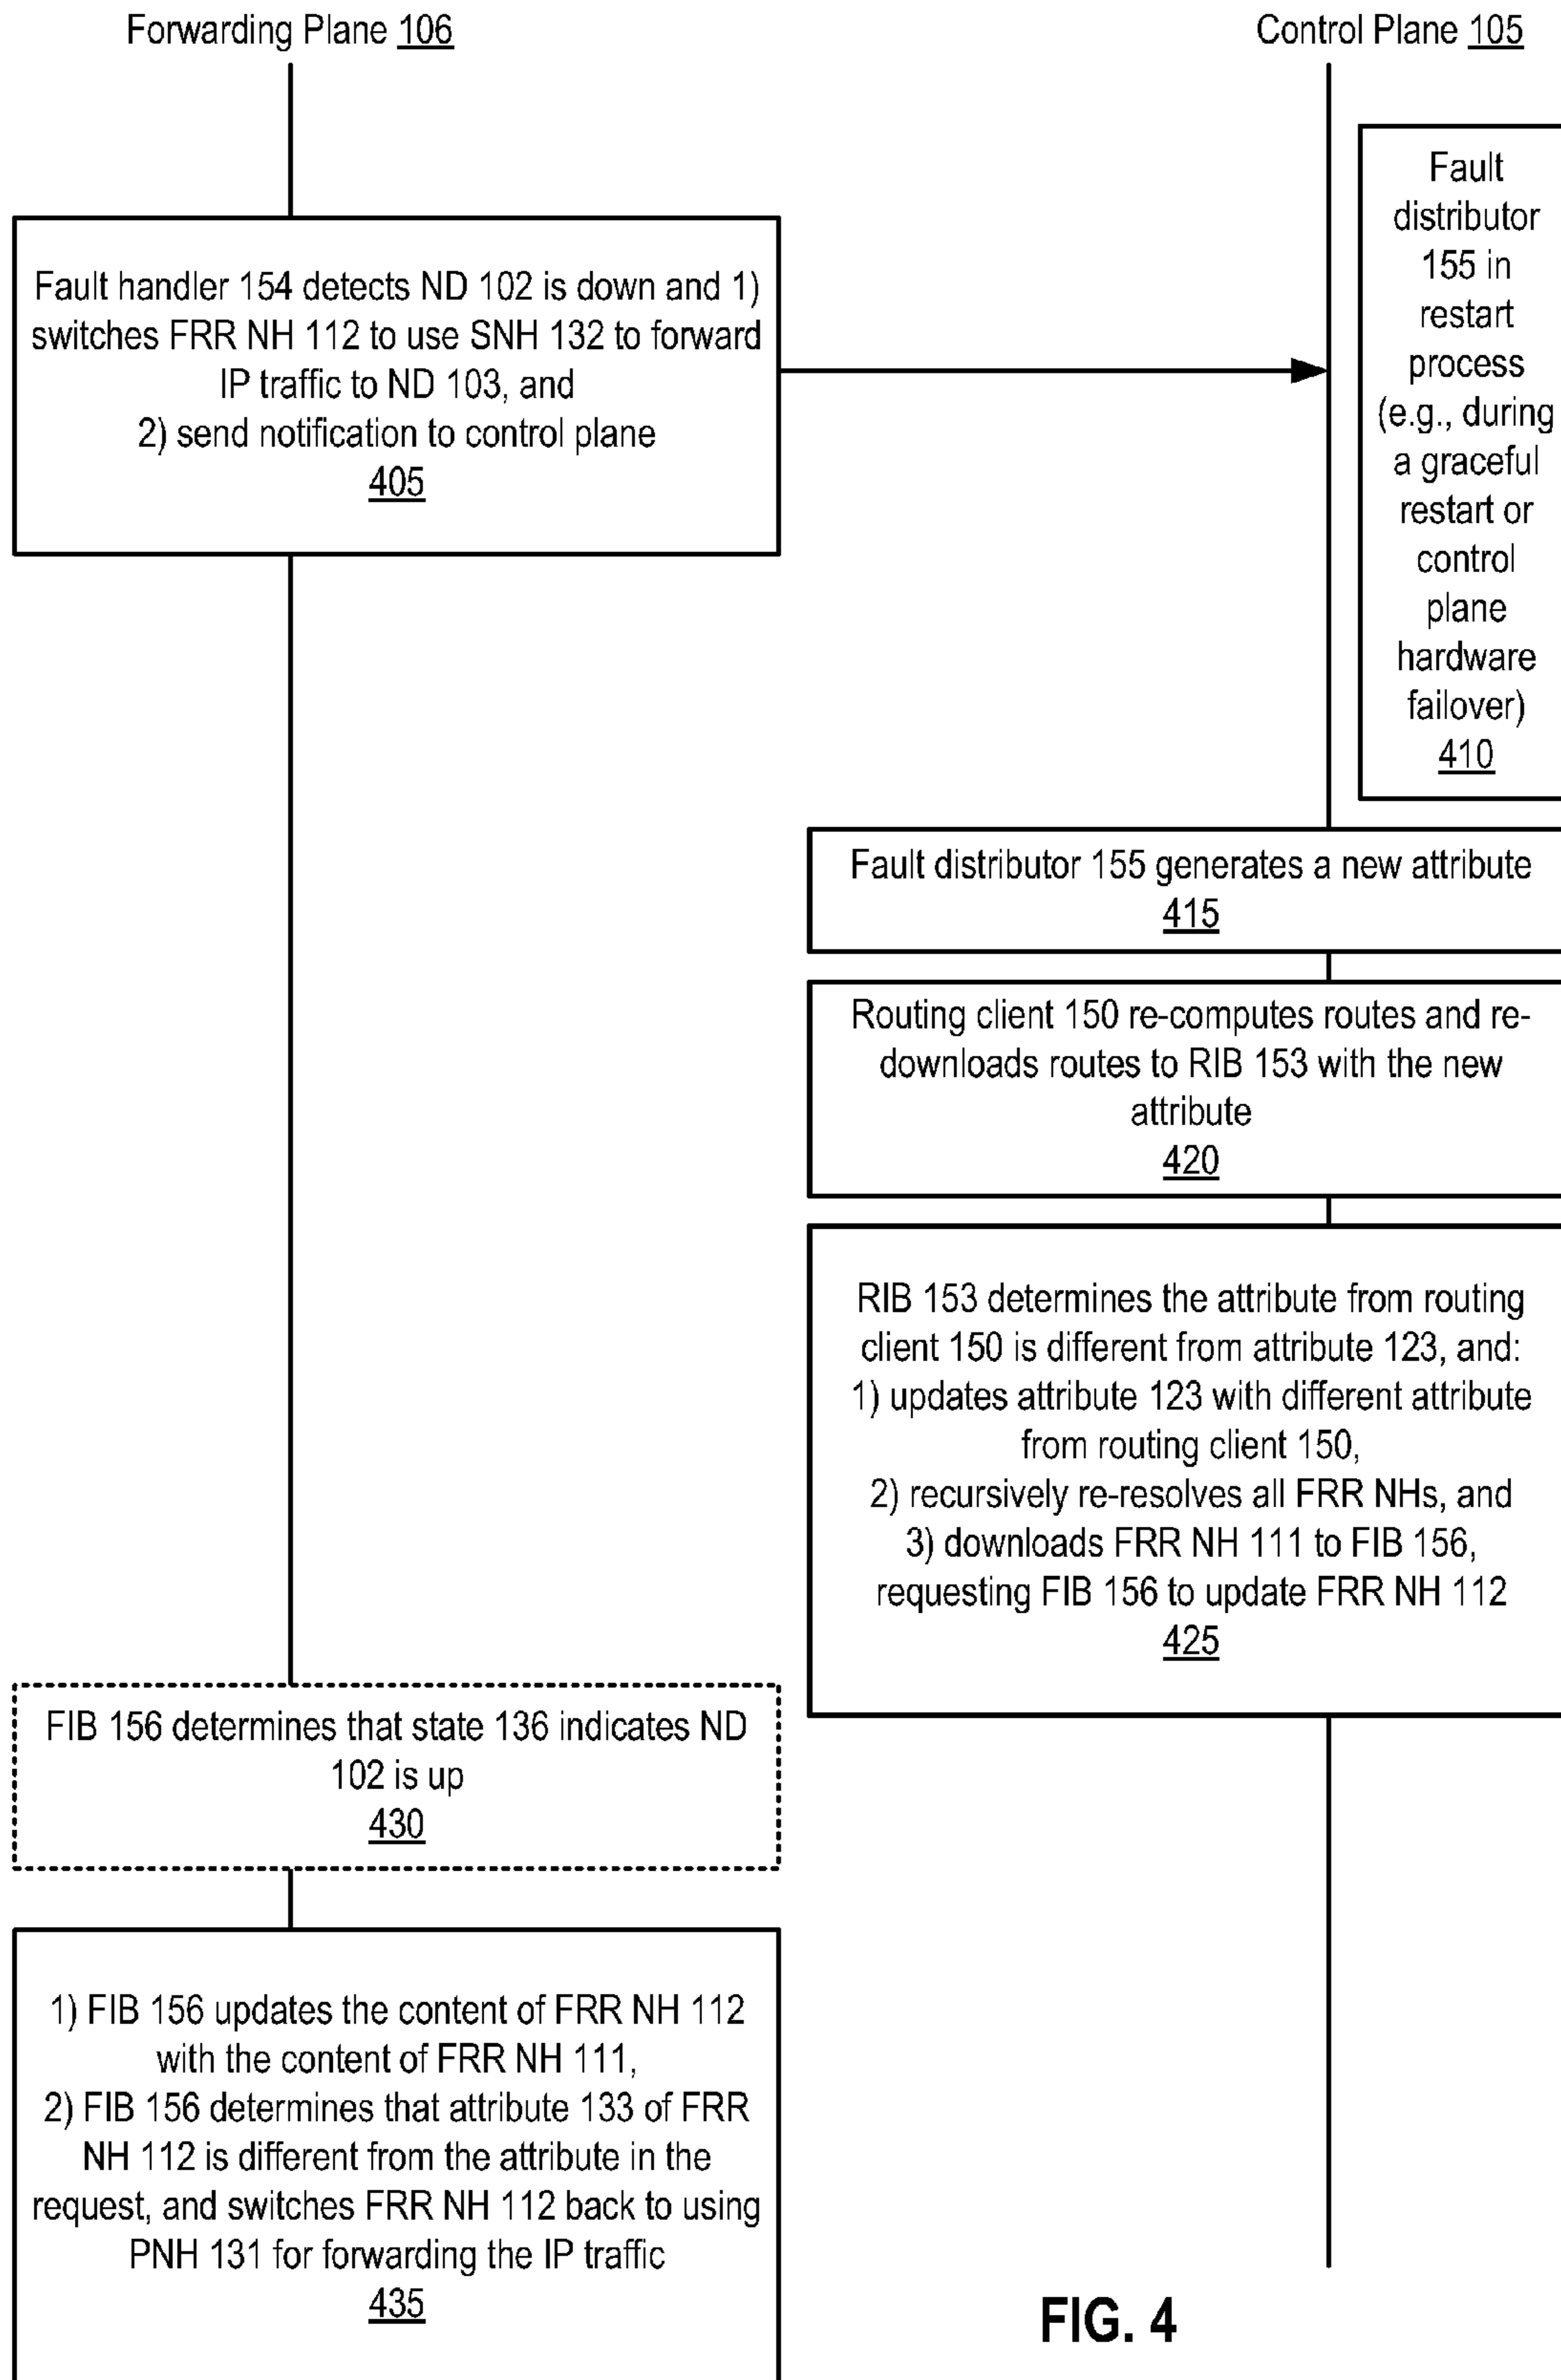 Forwarding Plane 106
Control Plane 105
Fault
distributor
155 in
restart
process
(e.g., during
a graceful
restart or
control
plane
hardware
failover)
410
Fault handler 154 detects ND 102 is down and 1)
switches FRR NH 112 to use SNH 132 to forward
IP traffic to ND 103, and
2) send notification to control plane
405
Fault distributor 155 generates a new attribute
415
Routing client 150 re-computes routes and re-
downloads routes to RIB 153 with the new
attribute
420
RIB 153 determines the attribute from routing
client 150 is different from attribute 123, and:
1) updates attribute 123 with different attribute
from routing client 150,
2) recursively re-resolves all FRR NHs, and
3) downloads FRR NH 111 to FIB 156,
requesting FIB 156 to update FRR NH 112
425
FIB 156 determines that state 136 indicates ND
102 is up
430
1) FIB 156 updates the content of FRR NH 112
with the content of FRR NH 111,
2) FIB 156 determines that attribute 133 of FRR
NH 112 is different from the attribute in the
request, and switches FRR NH 112 back to using
PNH 131 for forwarding the IP traffic
435
FIG. 4